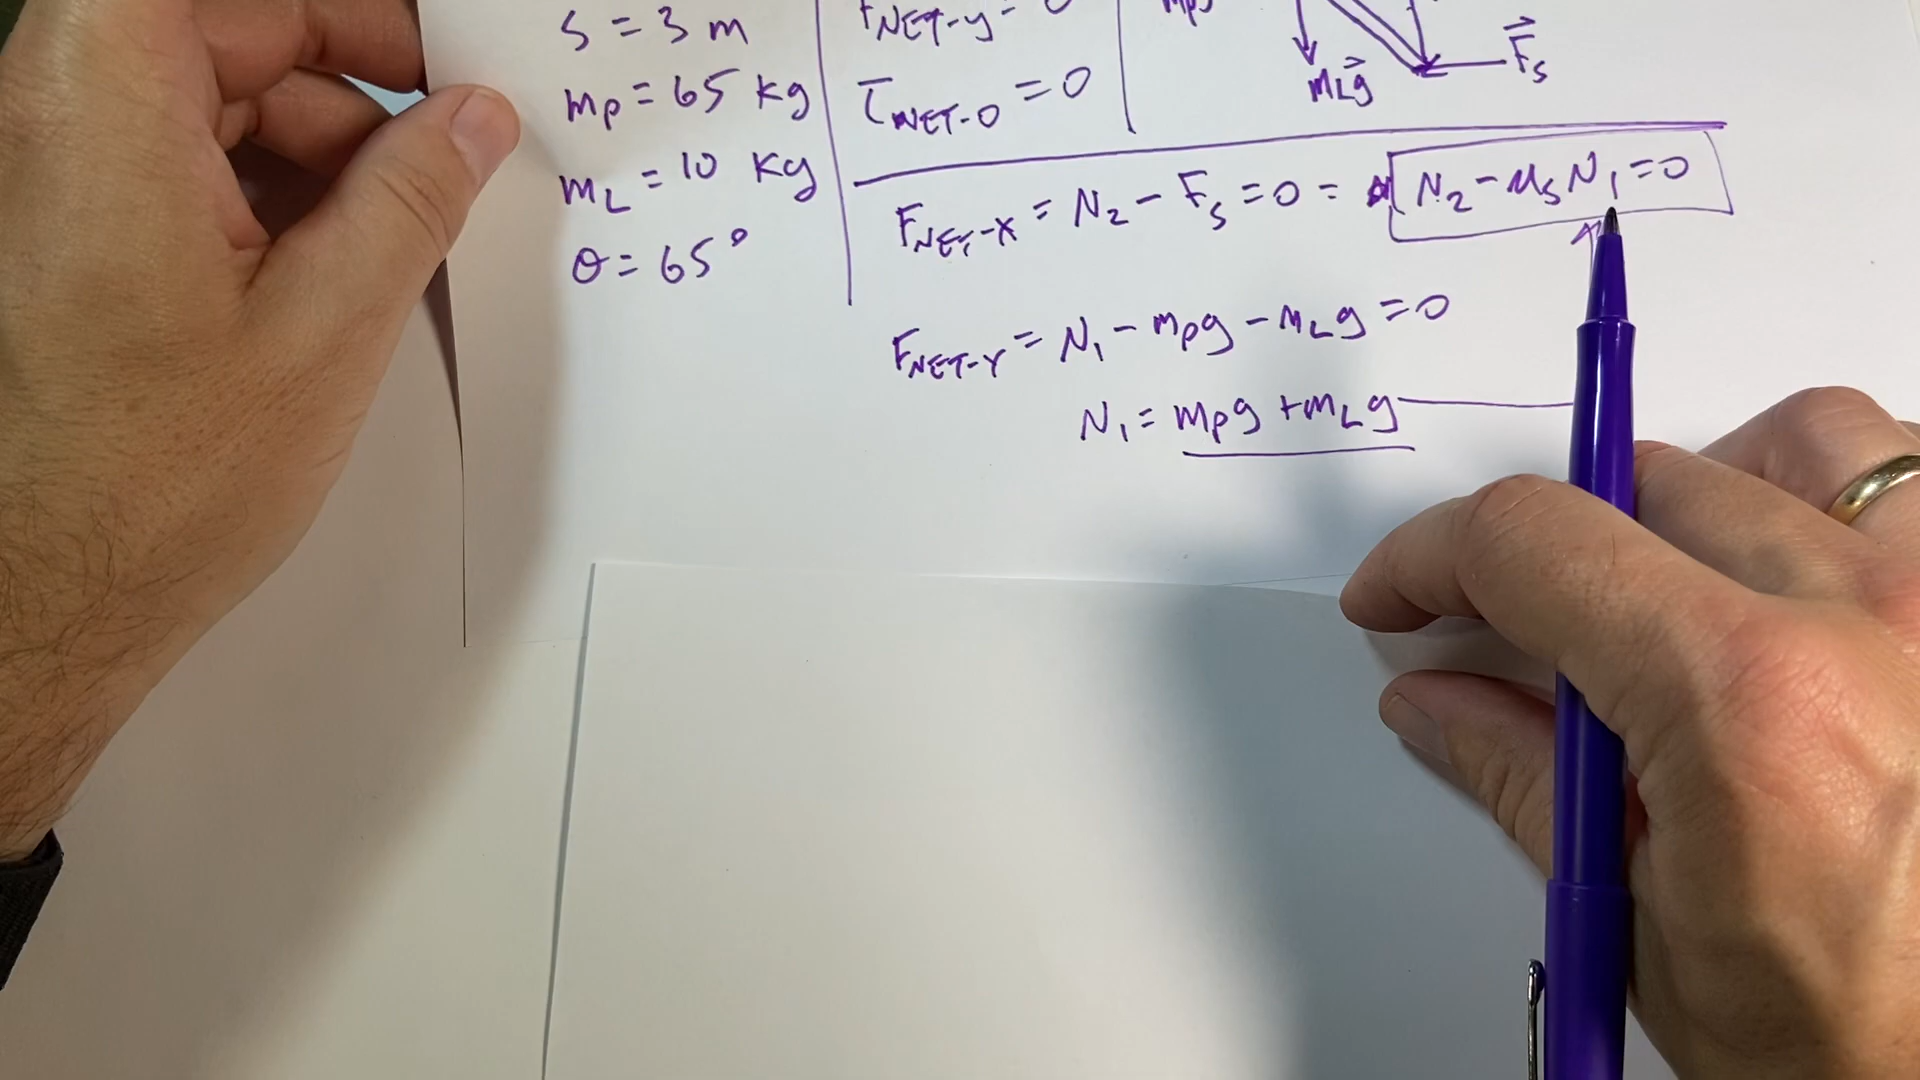 s = 3 m
mp = 65 kg
mL = 10 kg
θ = 65°
FNET-y = 0
τNET-O = 0
mpg
mLg⃗
F⃗s
FNET-X = N2 - Fs = 0 = N2 - μsN1 = 0
FNET-Y = N1 - mpg - mLg = 0
N1 = mpg + mLg